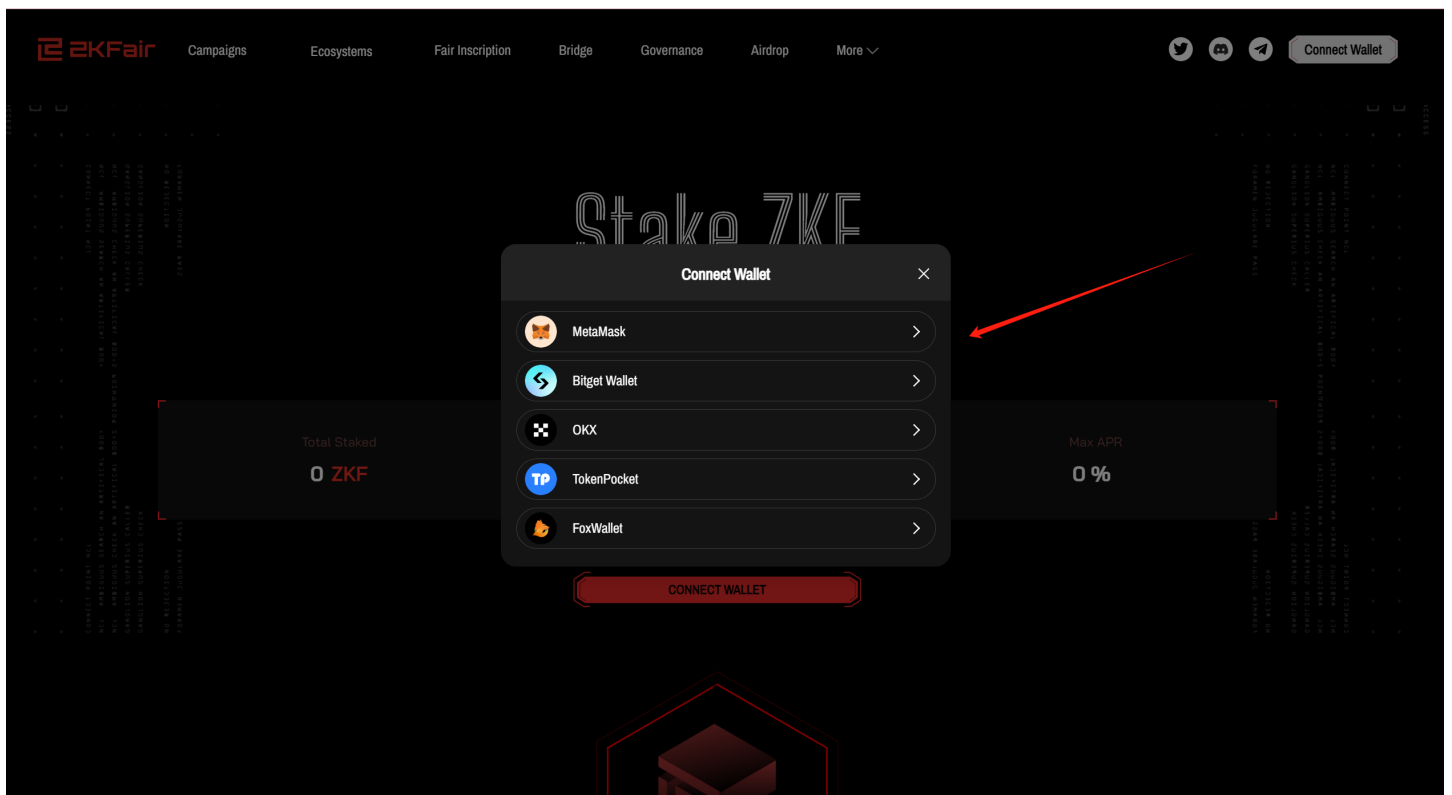 ZKFair
Campaigns
Ecosystems
Fair Inscription
Bridge
Governance
Airdrop
More
Connect Wallet
Stake ZKF
Connect Wallet
MetaMask
Bitget Wallet
OKX
TP
TokenPocket
FoxWallet
Total Staked
0 ZKF
Max APR
0 %
CONNECT WALLET